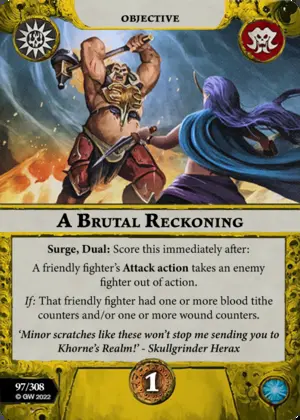 OBJECTIVE
A BRUTAL RECKONING
Surge, Dual: Score this immediately after:
A friendly fighter's Attack action takes an enemy
fighter out of action.
If: That friendly fighter had one or more blood tithe
counters and/or one or more wound counters.
'Minor scratches like these won't stop me sending you to
Khorne's Realm!' - Skullgrinder Herax
97/308
© GW 2022
1